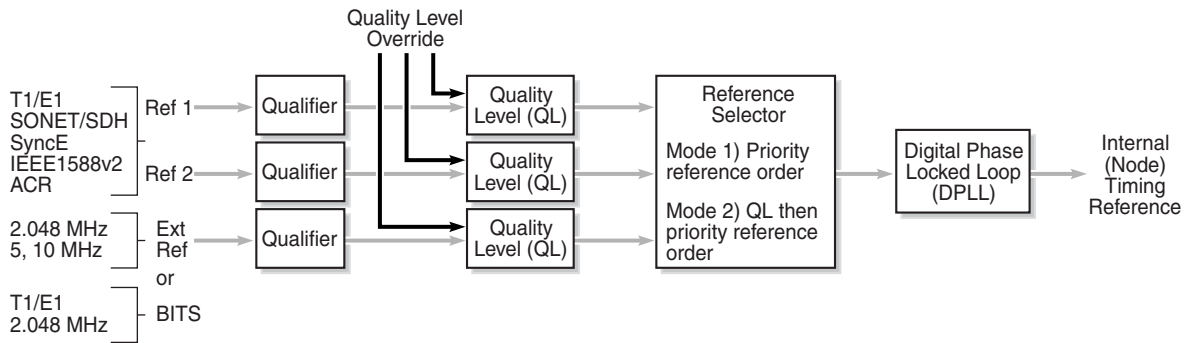 Quality Level
Override
T1/E1
SONET/SDH
SyncE
IEEE1588v2
ACR
Ref 1
Ref 2
2.048 MHz
5, 10 MHz
Ext
Ref
or
T1/E1
2.048 MHz
BITS
Qualifier
Qualifier
Qualifier
Quality
Level (QL)
Quality
Level (QL)
Quality
Level (QL)
Reference
Selector
Mode 1) Priority
reference order
Mode 2) QL then
priority reference
order
Digital Phase
Locked Loop
(DPLL)
Internal
(Node)
Timing
Reference